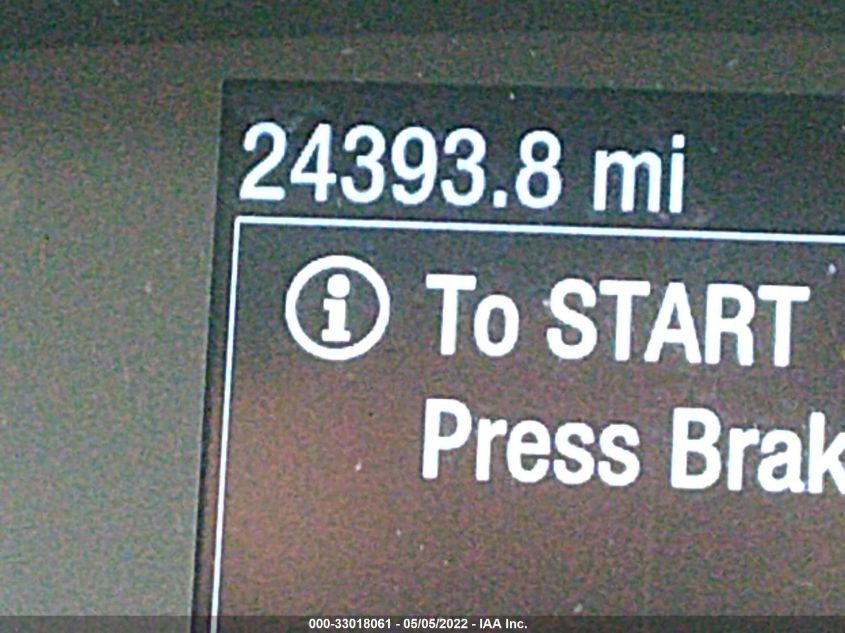 24393.8 mi
i To START
Press Brak
000-33018061 - 05/05/2022 - IAA Inc.